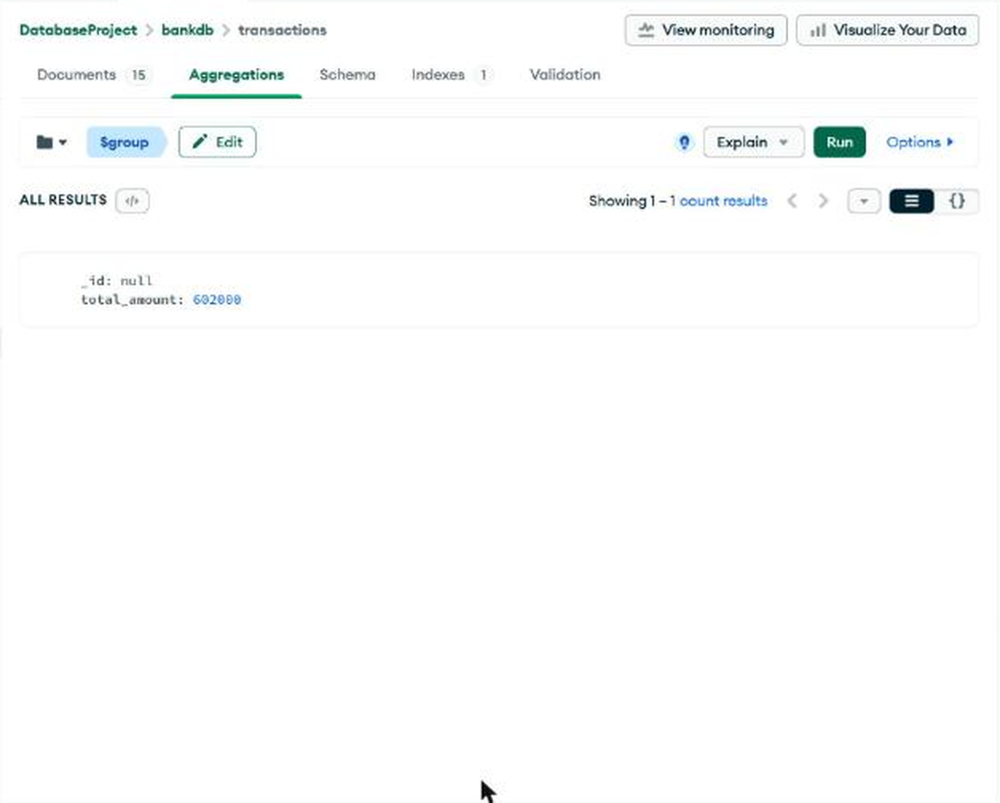 DatabaseProject > bankdb > transactions View monitoring Visualize Your Data
Documents 15 Aggregations Schema Indexes 1 Validation
$group Edit Explain Run Options
ALL RESULTS </> Showing 1 – 1 count results {}
_id: null
total_amount: 602000